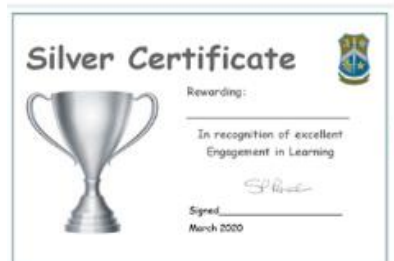 Silver Certificate
Rewarding:
In recognition of excellent
Engagement in Learning
Signed
March 2020